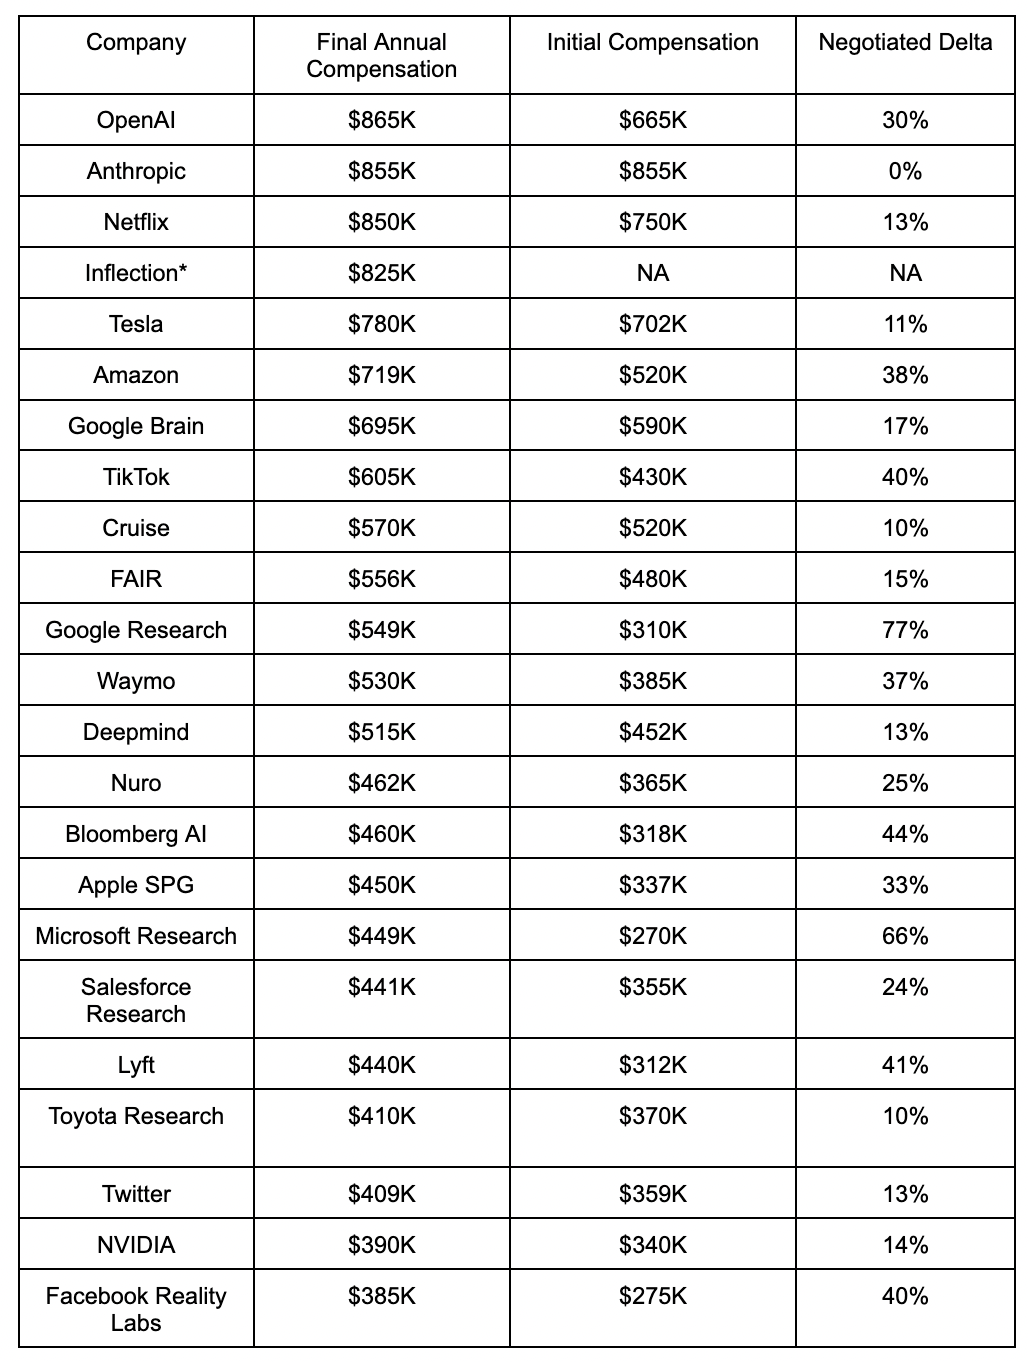 Company Final Annual Compensation Initial Compensation Negotiated Delta
OpenAI $865K $665K 30%
Anthropic $855K $855K 0%
Netflix $850K $750K 13%
Inflection* $825K NA NA
Tesla $780K $702K 11%
Amazon $719K $520K 38%
Google Brain $695K $590K 17%
TikTok $605K $430K 40%
Cruise $570K $520K 10%
FAIR $556K $480K 15%
Google Research $549K $310K 77%
Waymo $530K $385K 37%
Deepmind $515K $452K 13%
Nuro $462K $365K 25%
Bloomberg AI $460K $318K 44%
Apple SPG $450K $337K 33%
Microsoft Research $449K $270K 66%
Salesforce Research $441K $355K 24%
Lyft $440K $312K 41%
Toyota Research $410K $370K 10%
Twitter $409K $359K 13%
NVIDIA $390K $340K 14%
Facebook Reality Labs $385K $275K 40%